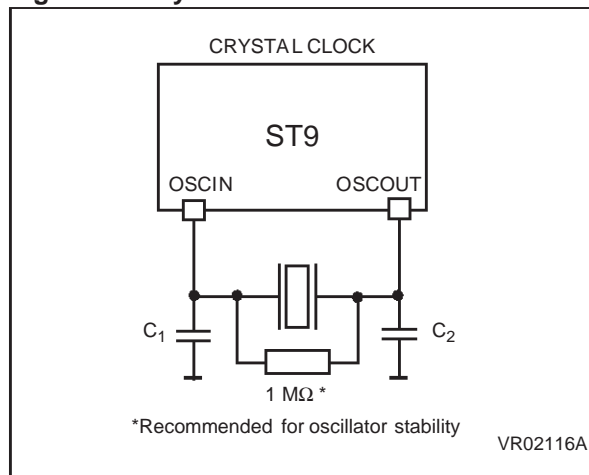 CRYSTAL CLOCK
ST9
OSCIN OSCOUT
C1 C2
1 MΩ *
*Recommended for oscillator stability
VR02116A